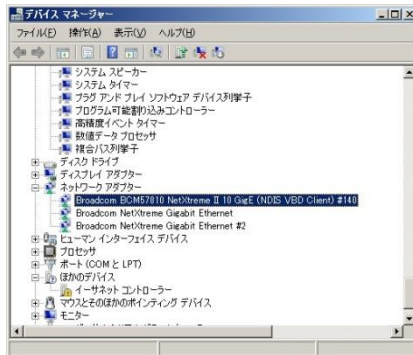 デバイス マネージャー
ファイル(F) 操作(A) 表示(V) ヘルプ(H)
システム スピーカー
システム タイマー
プラグ アンド プレイ ソフトウェア デバイス列挙子
プログラム可能割り込みコントローラー
高精度イベント タイマー
数値データ プロセッサ
複合バス列挙子
ディスク ドライブ
ディスプレイ アダプター
ネットワーク アダプター
Broadcom BCM57810 NetXtreme II 10 GigE (NDIS VBD Client) #140
Broadcom NetXtreme Gigabit Ethernet
Broadcom NetXtreme Gigabit Ethernet #2
ヒューマン インターフェイス デバイス
プロセッサ
ポート (COM と LPT)
ほかのデバイス
イーサネット コントローラー
マウスとそのほかのポインティング デバイス
モニター